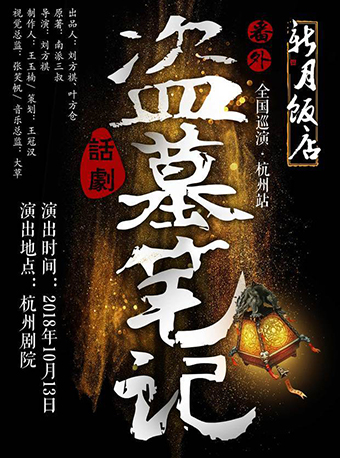 新月饭店
番外
全国巡演·杭州站
盗墓笔记
話劇
出品人：刘方祺·叶方仓
原著：南派三叔
导演：刘方祺
制作人：王玉楠/策划：王冠汉
视觉总监：张笑帆/音乐总监：大草
演出时间：2018年10月13日
演出地点：杭州剧院